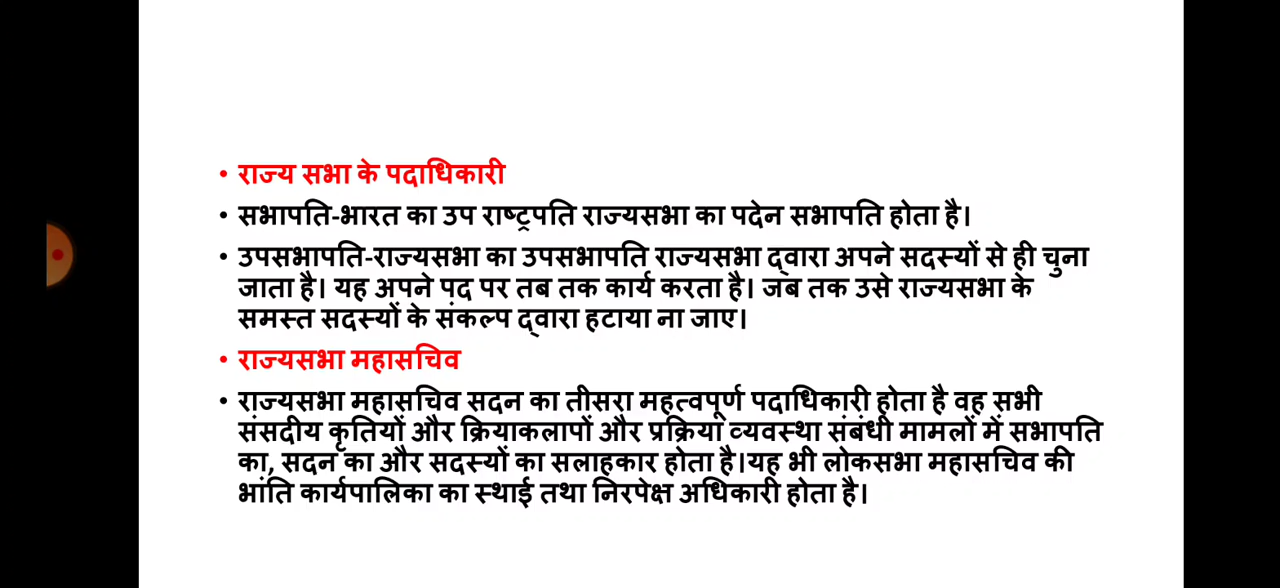 • राज्य सभा के पदाधिकारी
• सभापति-भारत का उप राष्ट्रपति राज्यसभा का पदेन सभापति होता है।
• उपसभापति-राज्यसभा का उपसभापति राज्यसभा द्वारा अपने सदस्यों से ही चुना
जाता है। यह अपने पद पर तब तक कार्य करता है। जब तक उसे राज्यसभा के
समस्त सदस्यों के संकल्प द्वारा हटाया ना जाए।
• राज्यसभा महासचिव
• राज्यसभा महासचिव सदन का तीसरा महत्वपूर्ण पदाधिकारी होता है वह सभी
संसदीय कृतियों और क्रियाकलापों और प्रक्रिया व्यवस्था संबंधी मामलों में सभापति
का, सदन का और सदस्यों का सलाहकार होता है।यह भी लोकसभा महासचिव की
भांति कार्यपालिका का स्थाई तथा निरपेक्ष अधिकारी होता है।